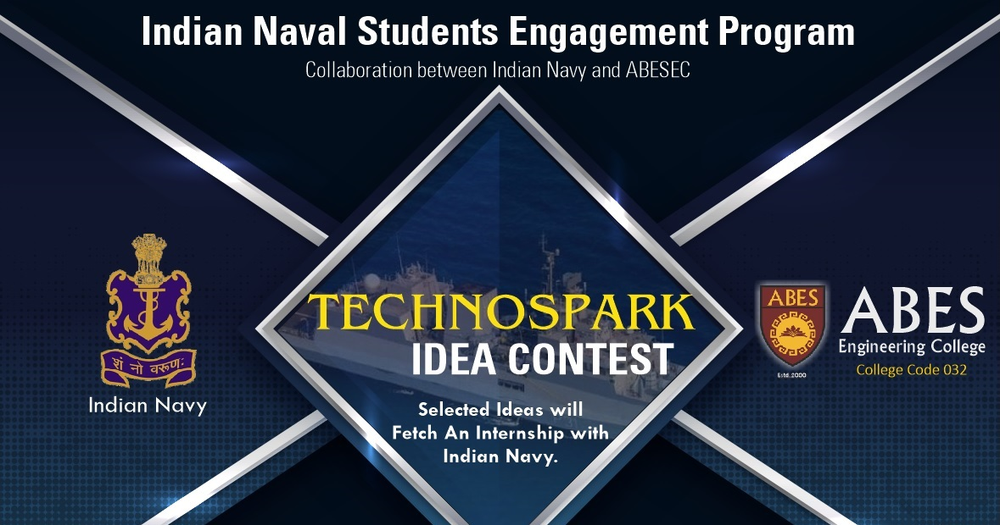 Indian Naval Students Engagement Program
Collaboration between Indian Navy and ABESEC
TECHNOSPARK
IDEA CONTEST
Selected Ideas will
Fetch An Internship with
Indian Navy.
शं नो वरूणः
Indian Navy
ABES
Estd. 2000
ABES
Engineering College
College Code 032